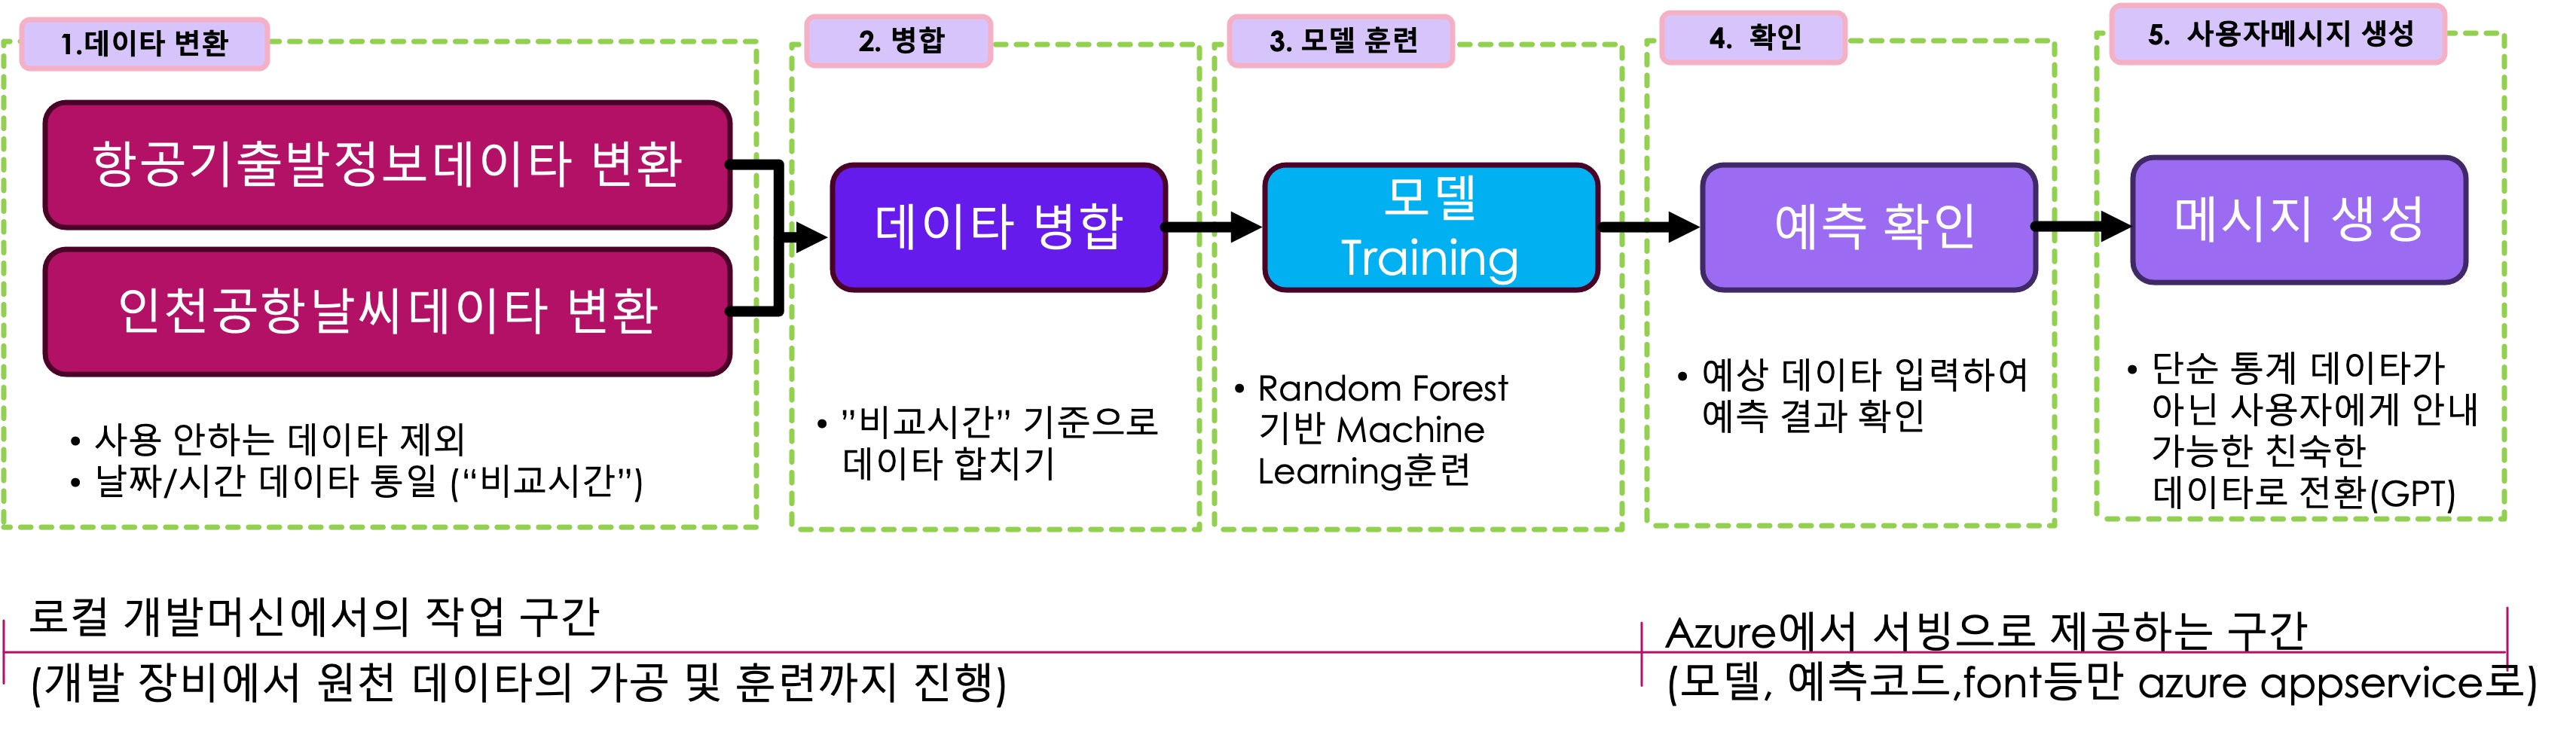 1.데이타 변환
항공기출발정보데이타 변환
인천공항날씨데이타 변환
• 사용 안하는 데이타 제외
• 날짜/시간 데이타 통일 (“비교시간”)
2. 병합
데이타 병합
• ”비교시간” 기준으로
데이타 합치기
3. 모델 훈련
모델
Training
• Random Forest
기반 Machine
Learning훈련
4. 확인
예측 확인
• 예상 데이타 입력하여
예측 결과 확인
5. 사용자메시지 생성
메시지 생성
• 단순 통계 데이타가
아닌 사용자에게 안내
가능한 친숙한
데이타로 전환(GPT)
로컬 개발머신에서의 작업 구간
(개발 장비에서 원천 데이타의 가공 및 훈련까지 진행)
Azure에서 서빙으로 제공하는 구간
(모델, 예측코드,font등만 azure appservice로)